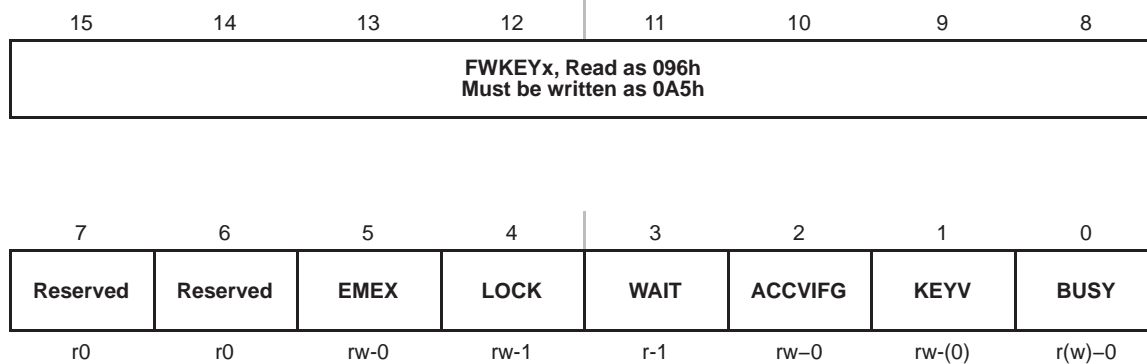 15 14 13 12 11 10 9 8
FWKEYx, Read as 096h
Must be written as 0A5h
7 6 5 4 3 2 1 0
Reserved Reserved EMEX LOCK WAIT ACCVIFG KEYV BUSY
r0 r0 rw-0 rw-1 r-1 rw−0 rw-(0) r(w)−0